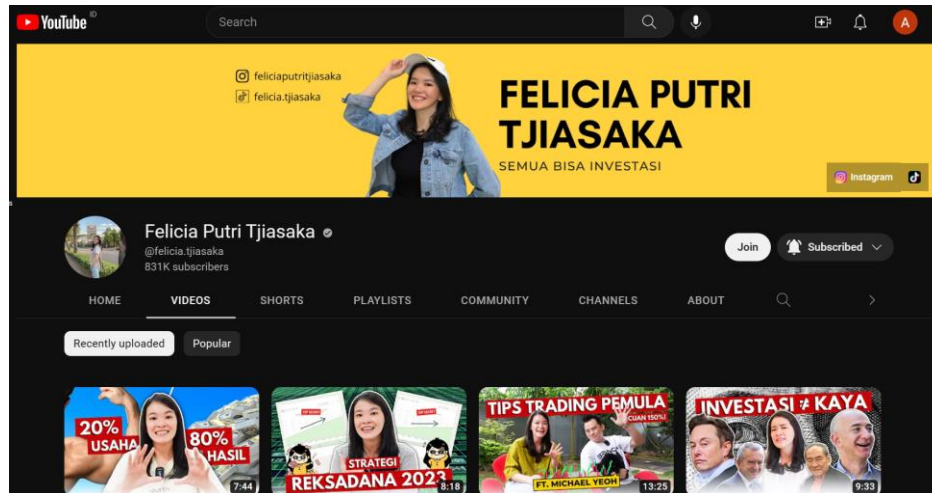 YouTube ID
Search
A
feliciaputritjiasaka
felicia.tjiasaka
FELICIA PUTRI
TJIASAKA
SEMUA BISA INVESTASI
Instagram
Felicia Putri Tjiasaka
@felicia.tjiasaka
831K subscribers
Join
Subscribed
HOME VIDEOS SHORTS PLAYLISTS COMMUNITY CHANNELS ABOUT
Recently uploaded Popular
20%
USAHA
80%
HASIL
7:44
STRATEGI
REKSADANA 2023
8:18
TIPS TRADING PEMULA
CUAN 150%!
FT. MICHAEL YEOH
13:25
INVESTASI ≠ KAYA
9:33